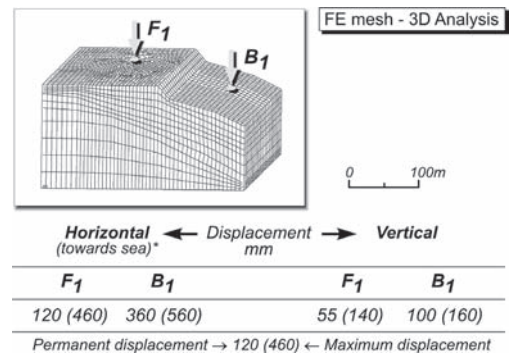 FE mesh - 3D Analysis
F1
B1
0 100m
Horizontal ← Displacement → Vertical
(towards sea)* mm
F1 B1 F1 B1
120 (460) 360 (560) 55 (140) 100 (160)
Permanent displacement → 120 (460) ← Maximum displacement